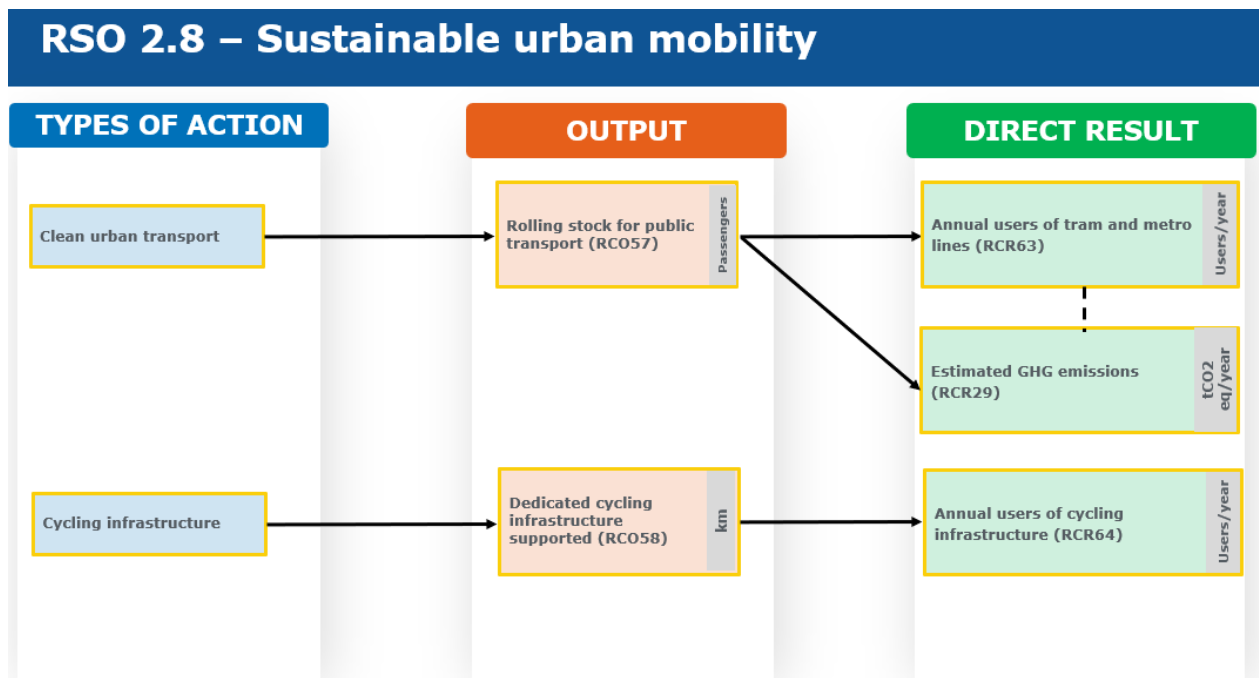 RSO 2.8 – Sustainable urban mobility
TYPES OF ACTION
OUTPUT
DIRECT RESULT
Clean urban transport
Rolling stock for public
transport (RCO57)
Passengers
Annual users of tram and metro
lines (RCR63)
Users/year
Estimated GHG emissions
(RCR29)
tCO2
eq/year
Cycling infrastructure
Dedicated cycling
infrastructure
supported (RCO58)
km
Annual users of cycling
infrastructure (RCR64)
Users/year